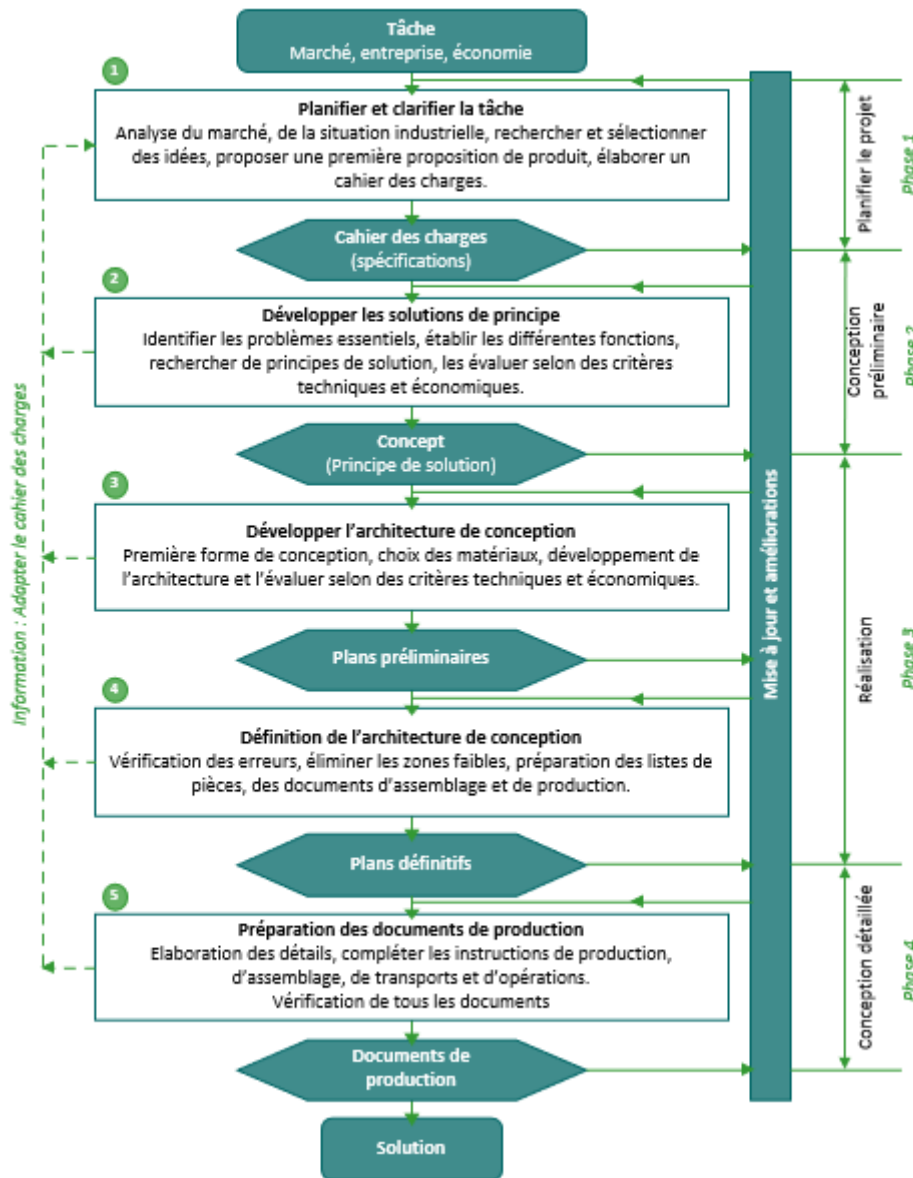 Tâche
Marché, entreprise, économie
1
Planifier et clarifier la tâche
Analyse du marché, de la situation industrielle, rechercher et sélectionner
des idées, proposer une première proposition de produit, élaborer un
cahier des charges.
Cahier des charges
(spécifications)
2
Développer les solutions de principe
Identifier les problèmes essentiels, établir les différentes fonctions,
rechercher de principes de solution, les évaluer selon des critères
techniques et économiques.
Concept
(Principe de solution)
3
Développer l'architecture de conception
Première forme de conception, choix des matériaux, développement de
l'architecture et l'évaluer selon des critères techniques et économiques.
Plans préliminaires
4
Définition de l'architecture de conception
Vérification des erreurs, éliminer les zones faibles, préparation des listes de
pièces, des documents d'assemblage et de production.
Plans définitifs
5
Préparation des documents de production
Elaboration des détails, compléter les instructions de production,
d'assemblage, de transports et d'opérations.
Vérification de tous les documents
Documents de
production
Solution
Information : Adapter le cahier des charges
Mise à jour et améliorations
Planifier le projet
Phase 1
Conception
préliminaire
Phase 2
Réalisation
Phase 3
Conception détaillée
Phase 4